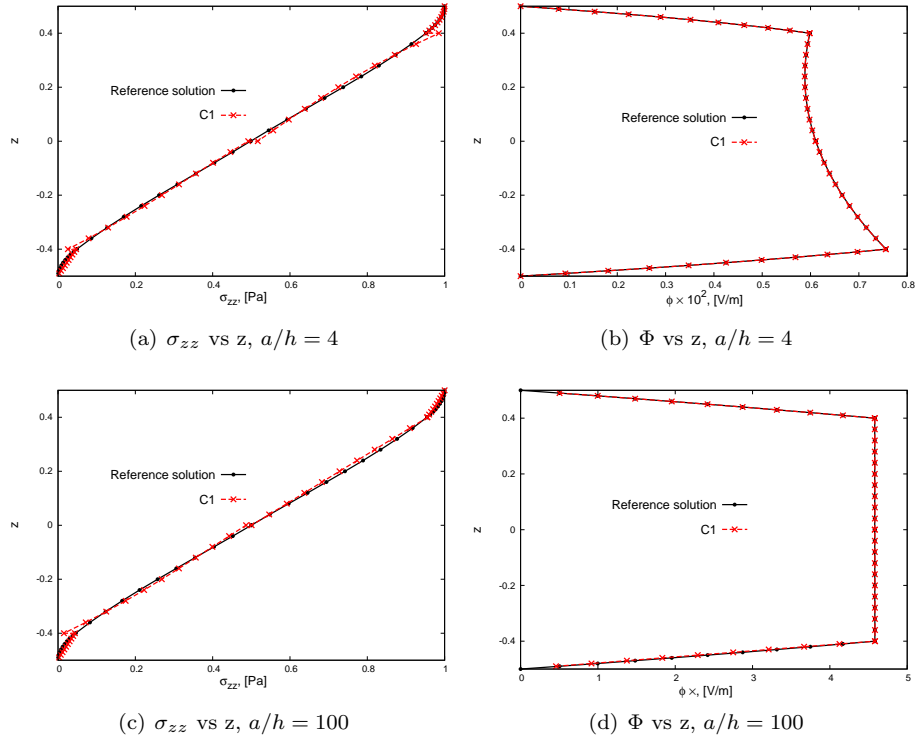 0.4
0.2
0
-0.2
-0.4
z
Reference solution
C1
0 0.2 0.4 0.6 0.8 1
σzz, [Pa]
(a) σzz vs z, a/h = 4
0.4
0.2
0
-0.2
-0.4
z
Reference solution
C1
0 0.1 0.2 0.3 0.4 0.5 0.6 0.7 0.8
ϕ × 10², [V/m]
(b) Φ vs z, a/h = 4
0.4
0.2
0
-0.2
-0.4
z
Reference solution
C1
0 0.2 0.4 0.6 0.8 1
σzz, [Pa]
(c) σzz vs z, a/h = 100
0.4
0.2
0
-0.2
-0.4
z
Reference solution
C1
0 1 2 3 4 5
ϕ ×, [V/m]
(d) Φ vs z, a/h = 100